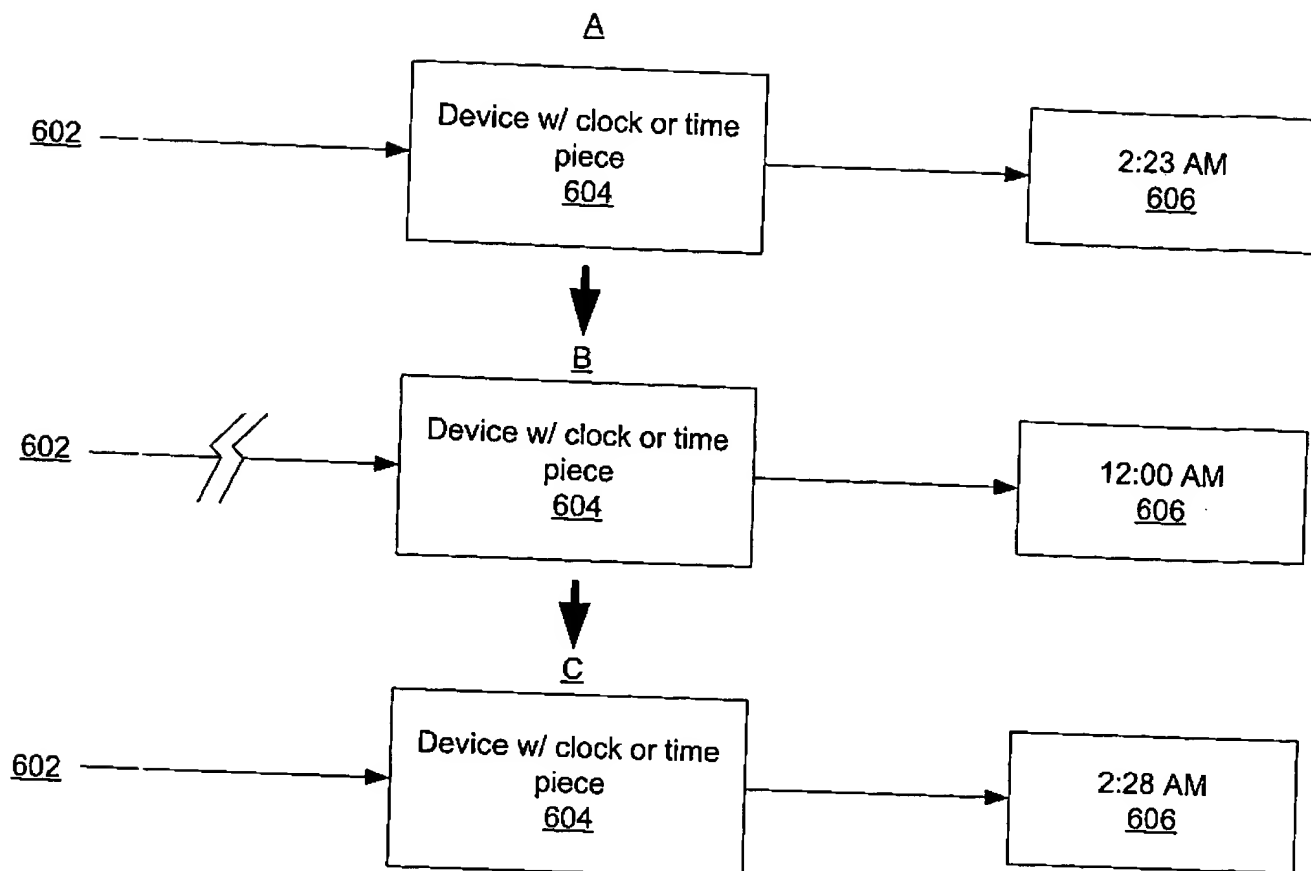 A
602
Device w/ clock or time
piece
604
2:23 AM
606
B
602
Device w/ clock or time
piece
604
12:00 AM
606
C
602
Device w/ clock or time
piece
604
2:28 AM
606